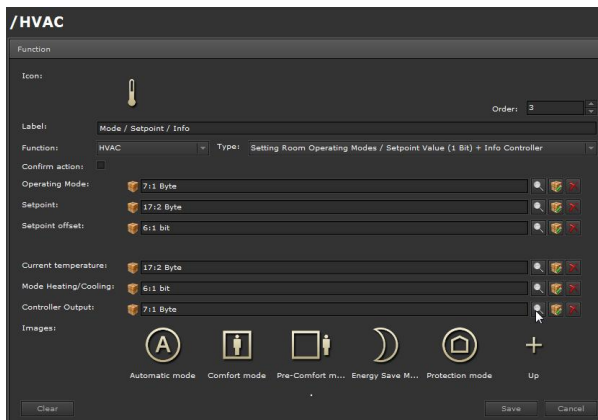 /HVAC
Function
Icon:
Order: 3
Label: Mode / Setpoint / Info
Function: HVAC Type: Setting Room Operating Modes / Setpoint Value (1 Bit) + Info Controller
Confirm action:
Operating Mode: 7:1 Byte
Setpoint: 17:2 Byte
Setpoint offset: 6:1 bit
Current temperature: 17:2 Byte
Mode Heating/Cooling: 6:1 bit
Controller Output: 7:1 Byte
Images:
A
Automatic mode Comfort mode Pre-Comfort m... Energy Save M... Protection mode Up
Clear Save Cancel